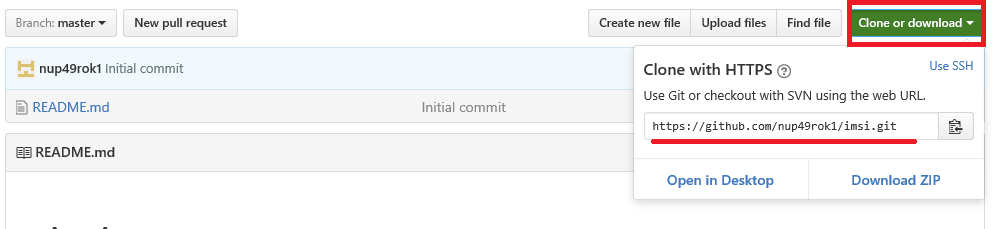 Branch: master
New pull request
Create new file
Upload files
Find file
Clone or download
nup49rok1 Initial commit
README.md
Initial commit
README.md
Clone with HTTPS ?
Use SSH
Use Git or checkout with SVN using the web URL.
https://github.com/nup49rok1/imsi.git
Open in Desktop
Download ZIP